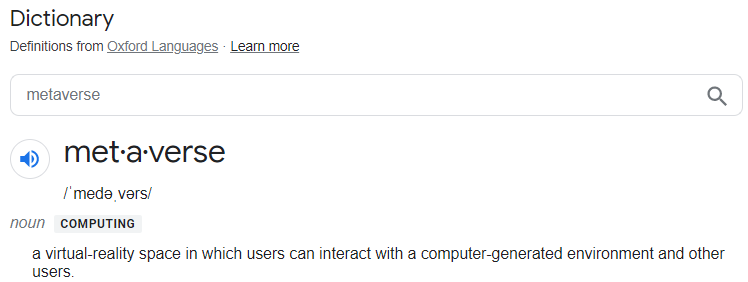 Dictionary
Definitions from Oxford Languages · Learn more
metaverse
met·a·verse
/ˈmedəˌvərs/
noun COMPUTING
a virtual-reality space in which users can interact with a computer-generated environment and other
users.